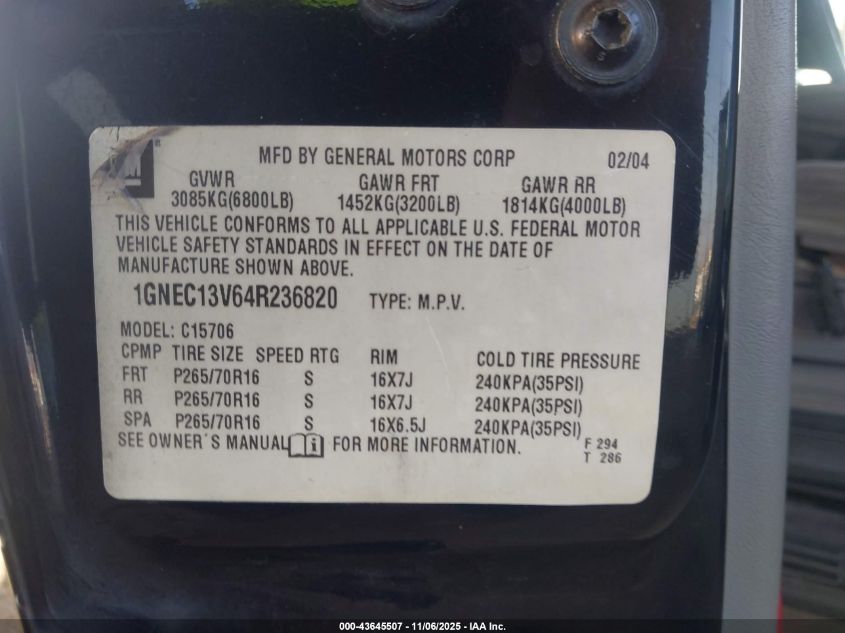 MFD BY GENERAL MOTORS CORP 02/04
GVWR GAWR FRT GAWR RR
3085KG(6800LB) 1452KG(3200LB) 1814KG(4000LB)
THIS VEHICLE CONFORMS TO ALL APPLICABLE U.S. FEDERAL MOTOR
VEHICLE SAFETY STANDARDS IN EFFECT ON THE DATE OF
MANUFACTURE SHOWN ABOVE.
1GNEC13V64R236820 TYPE: M.P.V.
MODEL: C15706
CPMP TIRE SIZE SPEED RTG RIM COLD TIRE PRESSURE
FRT P265/70R16 S 16X7J 240KPA(35PSI)
RR P265/70R16 S 16X7J 240KPA(35PSI)
SPA P265/70R16 S 16X6.5J 240KPA(35PSI)
SEE OWNER'S MANUAL i FOR MORE INFORMATION.
F 294
T 286
000-43645507 - 11/06/2025 - IAA Inc.